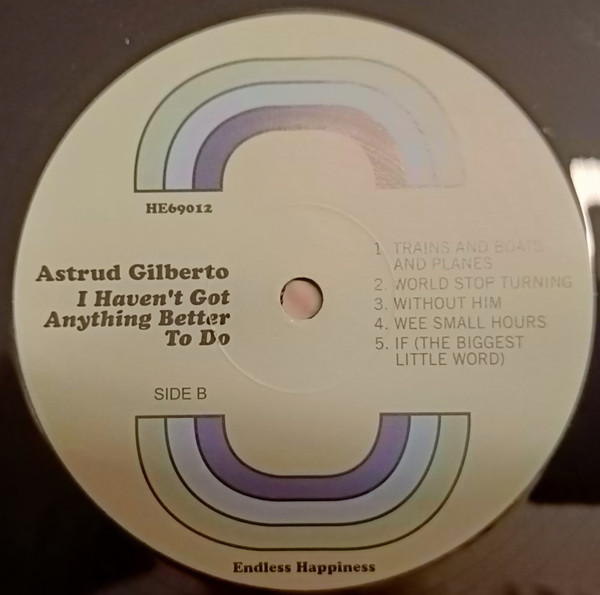 HE69012
Astrud Gilberto
I Haven't Got
Anything Better
To Do
SIDE B
1. TRAINS AND BOATS
AND PLANES
2. WORLD STOP TURNING
3. WITHOUT HIM
4. WEE SMALL HOURS
5. IF (THE BIGGEST
LITTLE WORD)
Endless Happiness